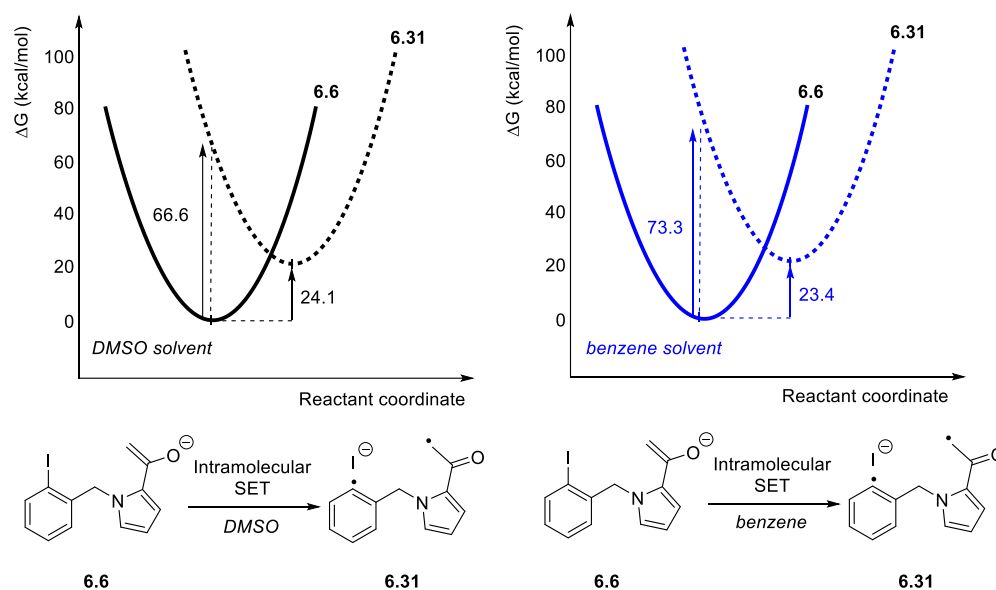 6.31
6.6
ΔG (kcal/mol)
100
80
60
40
20
0
66.6
24.1
DMSO solvent
Reactant coordinate
6.31
6.6
ΔG (kcal/mol)
100
80
60
40
20
0
73.3
23.4
benzene solvent
Reactant coordinate
I
O
N
Intramolecular
SET
DMSO
I
O
N
6.6
6.31
I
O
N
Intramolecular
SET
benzene
I
O
N
6.6
6.31